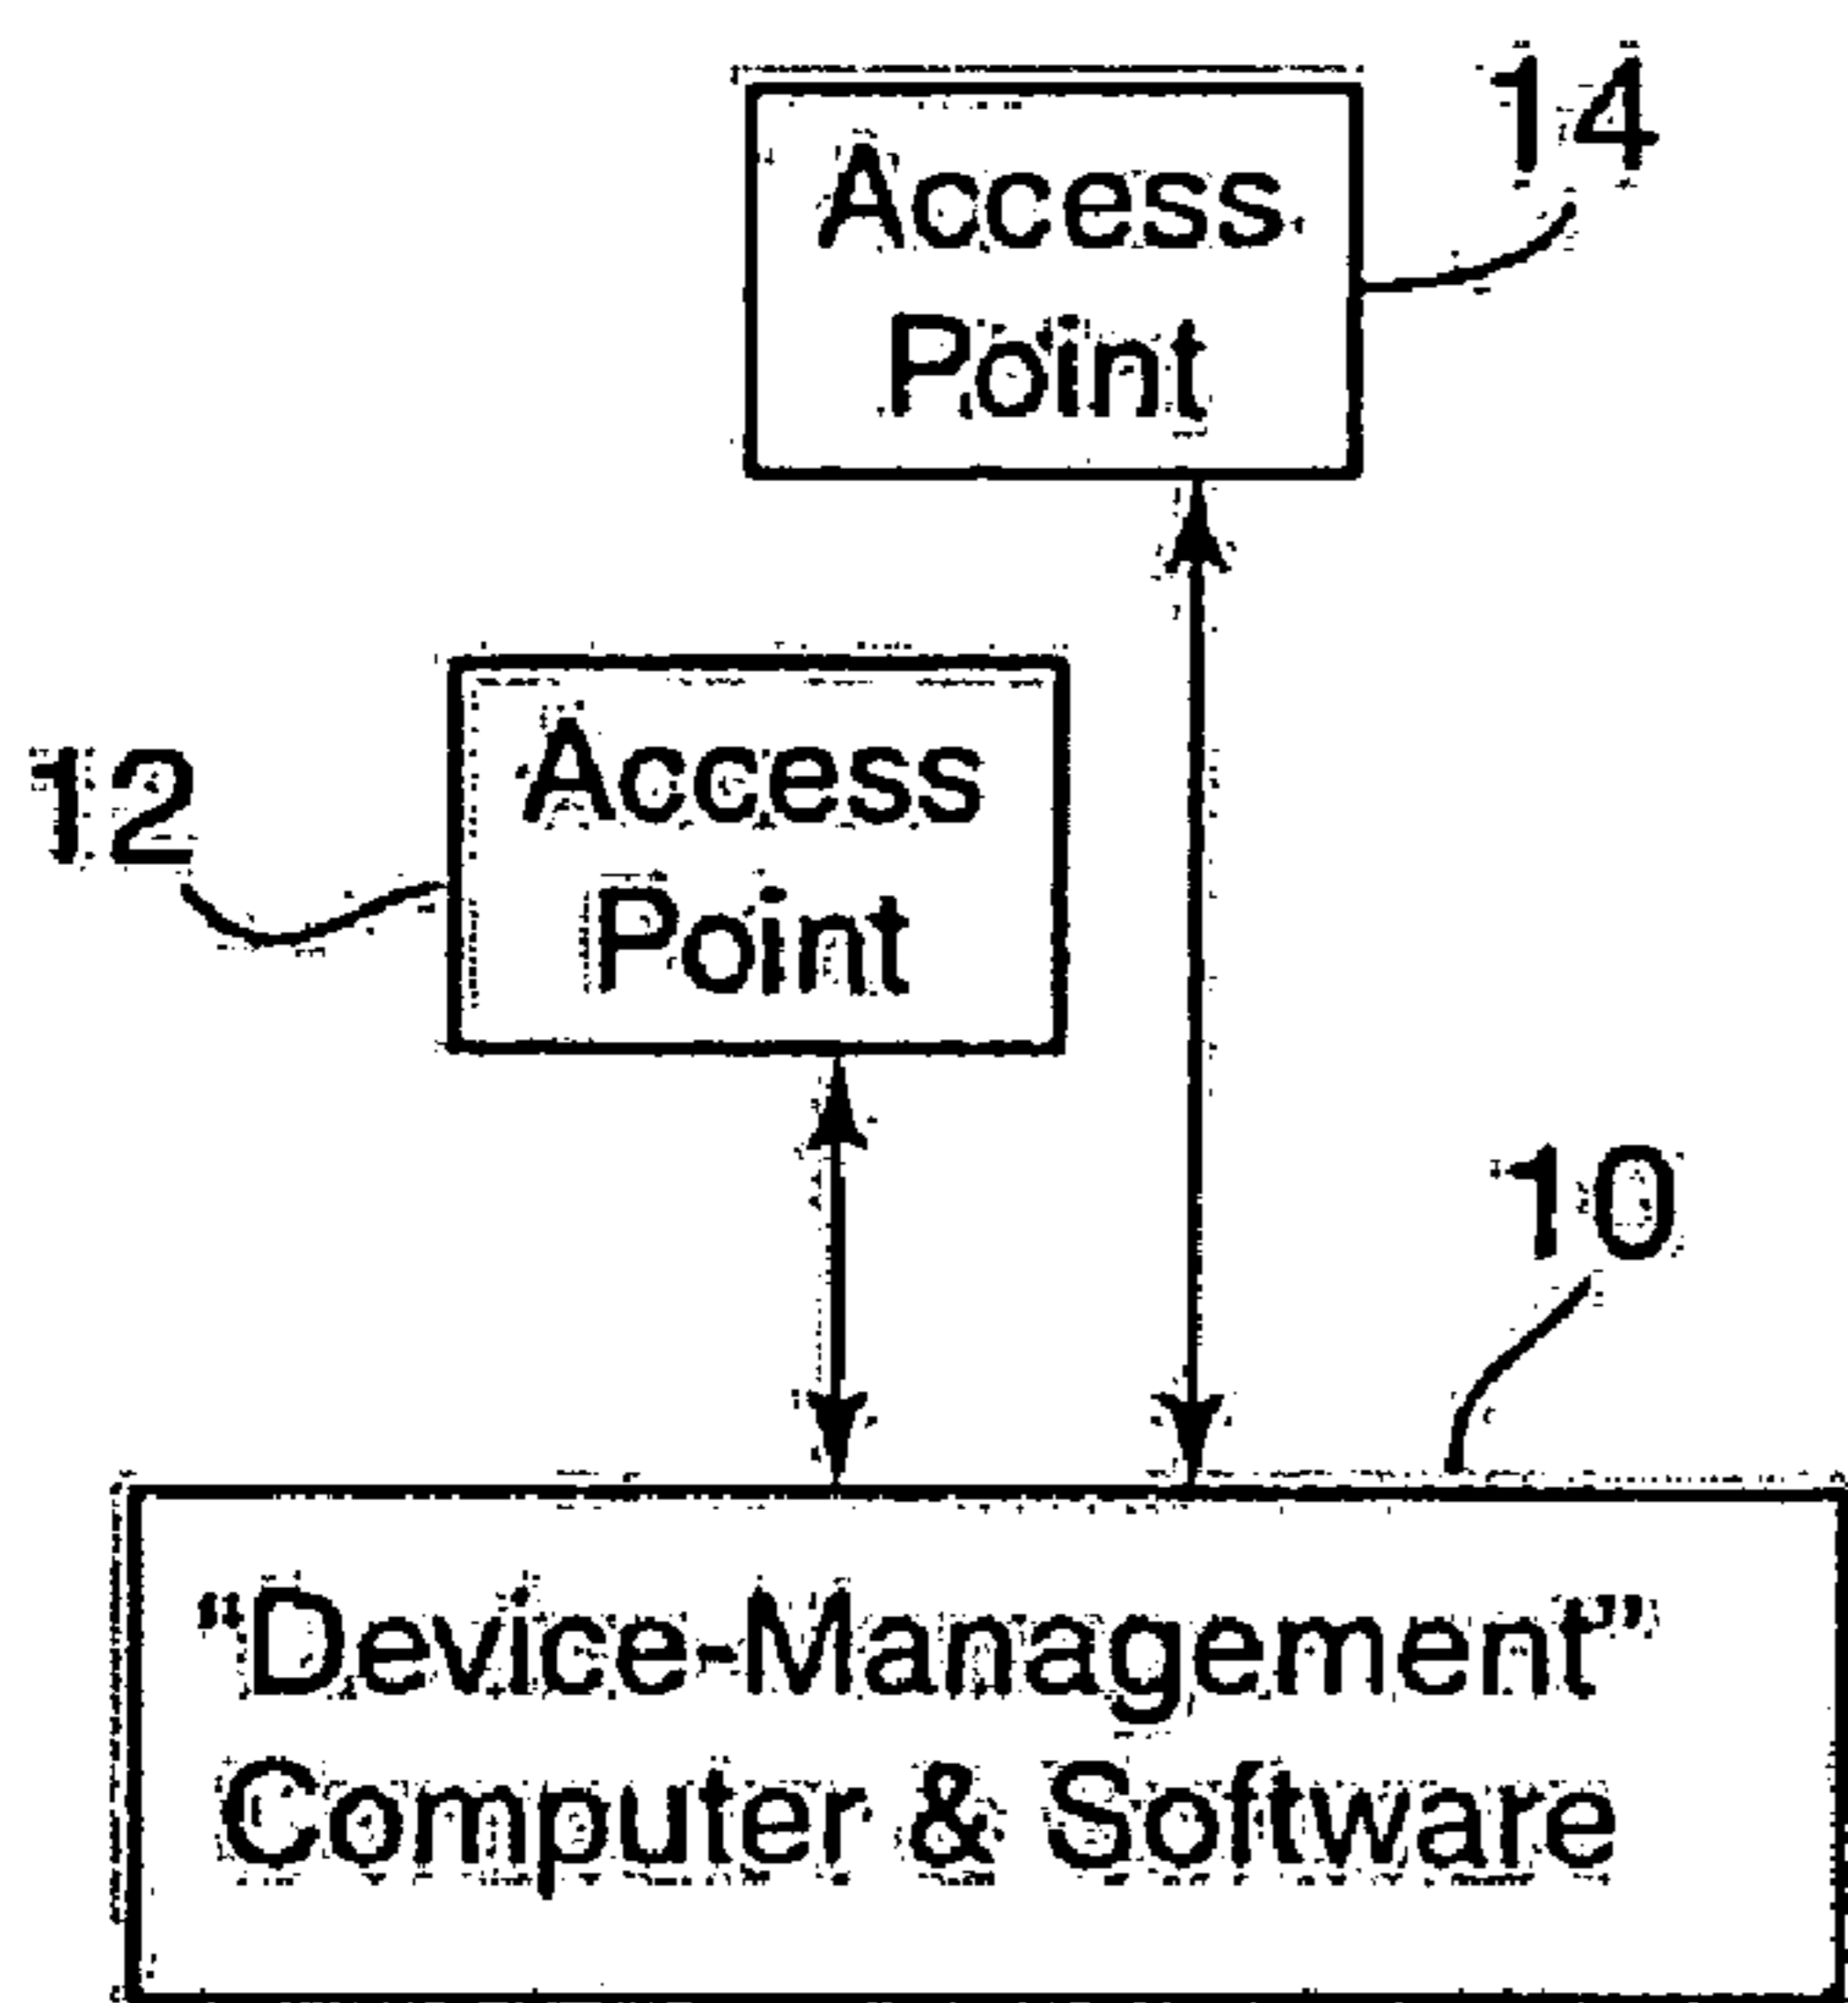 14
Access
Point
12
Access
Point
10
“Device-Management”
Computer & Software